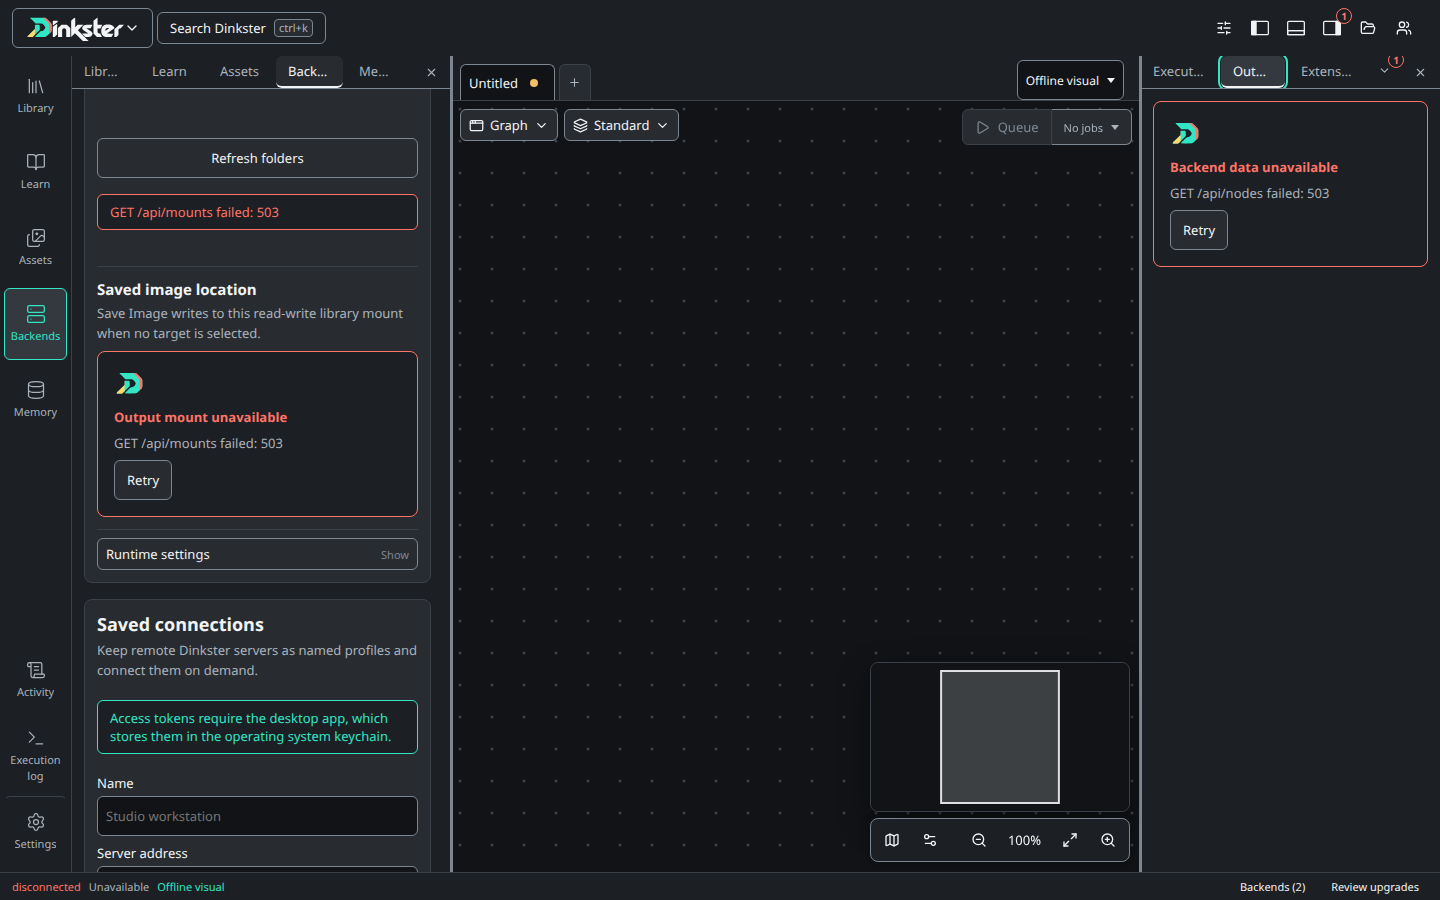 Dinkster
Search Dinkster
ctrl+k
1
Libr...
Learn
Assets
Back...
Me...
Untitled
Offline visual
Execut...
Out...
Extens...
1
Library
Learn
Assets
Backends
Memory
Activity
Execution
log
Settings
Refresh folders
GET /api/mounts failed: 503
Saved image location
Save Image writes to this read-write library mount
when no target is selected.
Output mount unavailable
GET /api/mounts failed: 503
Retry
Runtime settings
Show
Saved connections
Keep remote Dinkster servers as named profiles and
connect them on demand.
Access tokens require the desktop app, which
stores them in the operating system keychain.
Name
Studio workstation
Server address
Graph
Standard
Queue
No jobs
100%
Backend data unavailable
GET /api/nodes failed: 503
Retry
disconnected
Unavailable
Offline visual
Backends (2)
Review upgrades